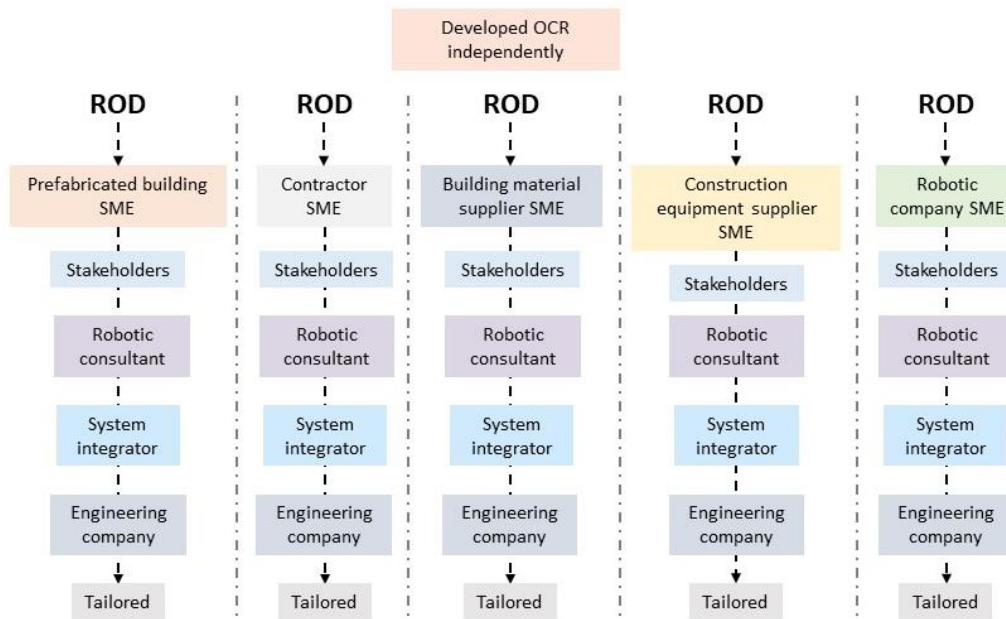 Developed OCR
independently
ROD
Prefabricated building
SME
Stakeholders
Robotic
consultant
System
integrator
Engineering
company
Tailored
ROD
Contractor
SME
Stakeholders
Robotic
consultant
System
integrator
Engineering
company
Tailored
ROD
Building material
supplier SME
Stakeholders
Robotic
consultant
System
integrator
Engineering
company
Tailored
ROD
Construction
equipment supplier
SME
Stakeholders
Robotic
consultant
System
integrator
Engineering
company
Tailored
ROD
Robotic
company SME
Stakeholders
Robotic
consultant
System
integrator
Engineering
company
Tailored